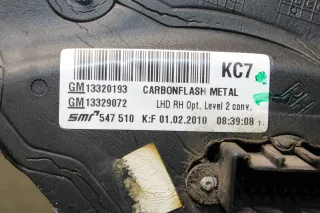 KC7
GM 13320193 CARBONFLASH METAL
GM 13329072 LHD RH Opt. Level 2 conv.
smr 547 510 K:F 01.02.2010 08:39:08